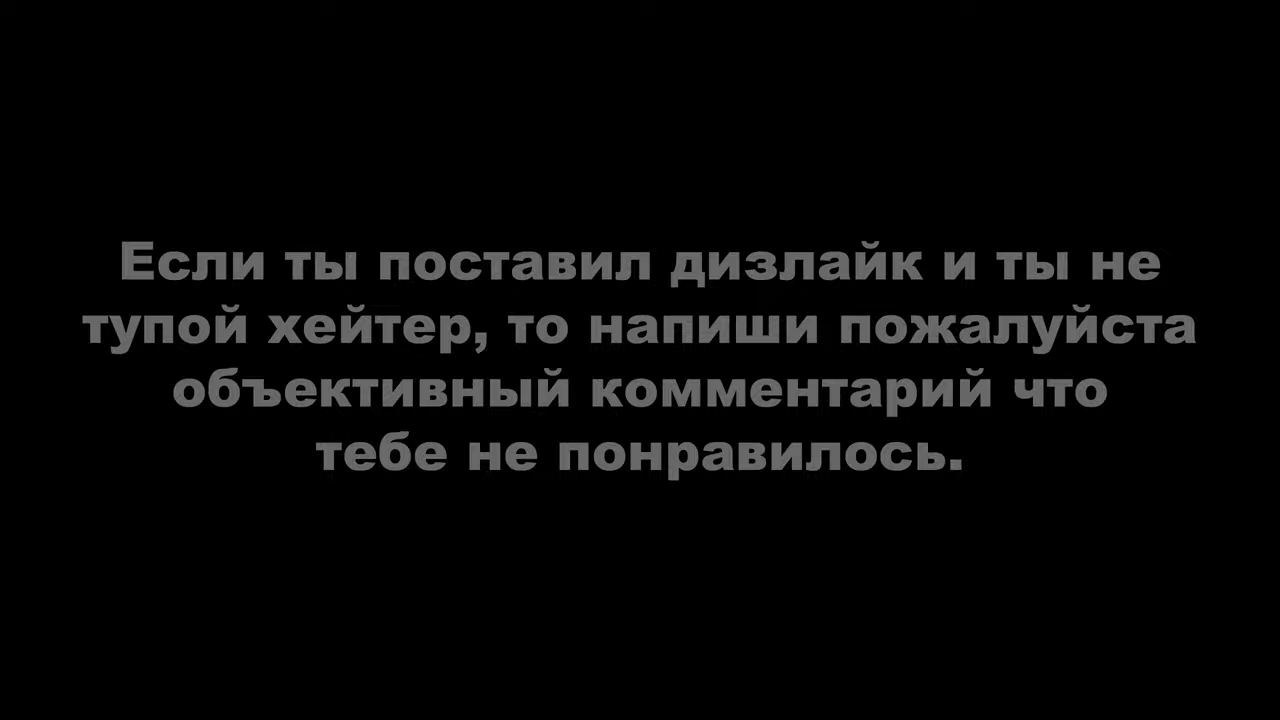 Если ты поставил дизлайк и ты не
тупой хейтер, то напиши пожалуйста
объективный комментарий что
тебе не понравилось.